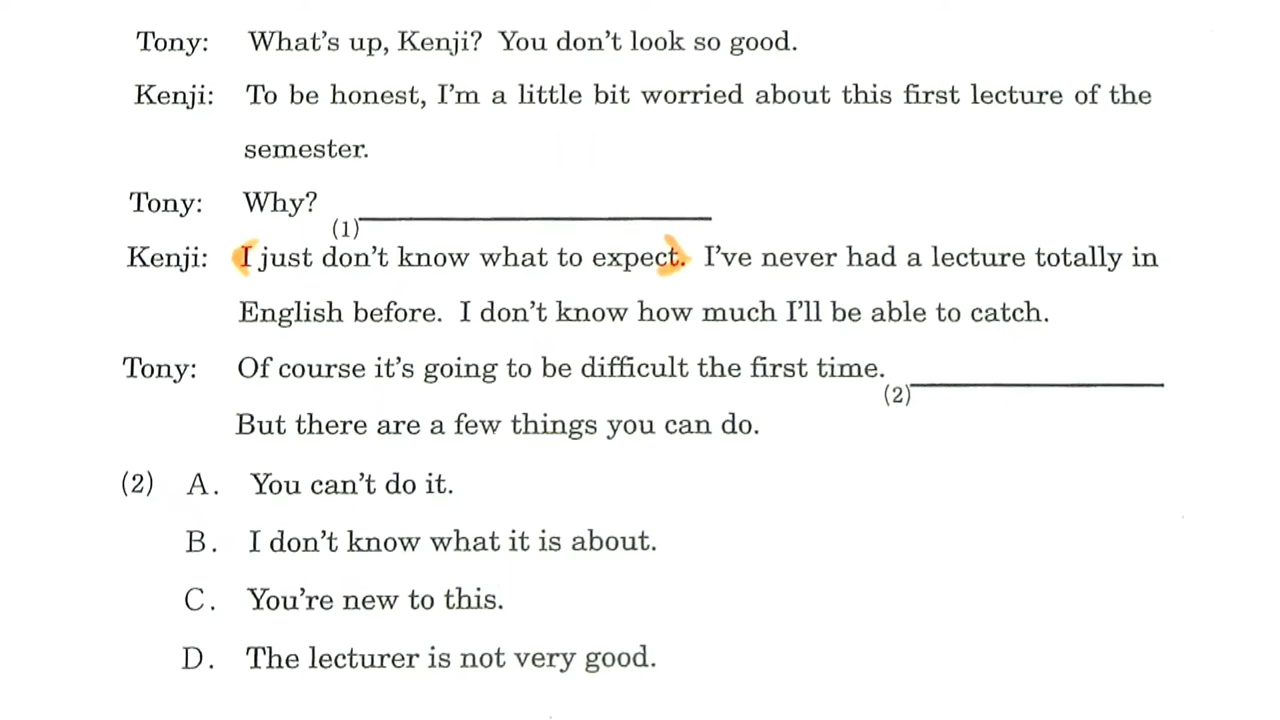 Tony: What's up, Kenji? You don't look so good.
Kenji: To be honest, I'm a little bit worried about this first lecture of the
semester.
Tony: Why? (1)
Kenji: I just don't know what to expect. I've never had a lecture totally in
English before. I don't know how much I'll be able to catch.
Tony: Of course it's going to be difficult the first time. (2)
But there are a few things you can do.
(2) A. You can't do it.
B. I don't know what it is about.
C. You're new to this.
D. The lecturer is not very good.